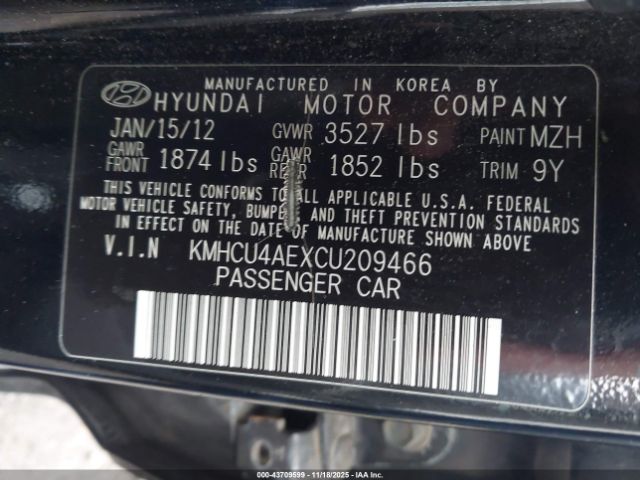 MANUFACTURED IN KOREA BY
HYUNDAI MOTOR COMPANY
JAN/15/12 GVWR 3527 lbs PAINT MZH
GAWR FRONT 1874 lbs GAWR REAR 1852 lbs TRIM 9Y
THIS VEHICLE CONFORMS TO ALL APPLICABLE U.S.A. FEDERAL
MOTOR VEHICLE SAFETY, BUMPER, AND THEFT PREVENTION STANDARDS
IN EFFECT ON THE DATE OF MANUFACTURE SHOWN ABOVE
V.I.N KMHCU4AEXCU209466
PASSENGER CAR
000-43709599 - 11/18/2025 - IAA Inc.